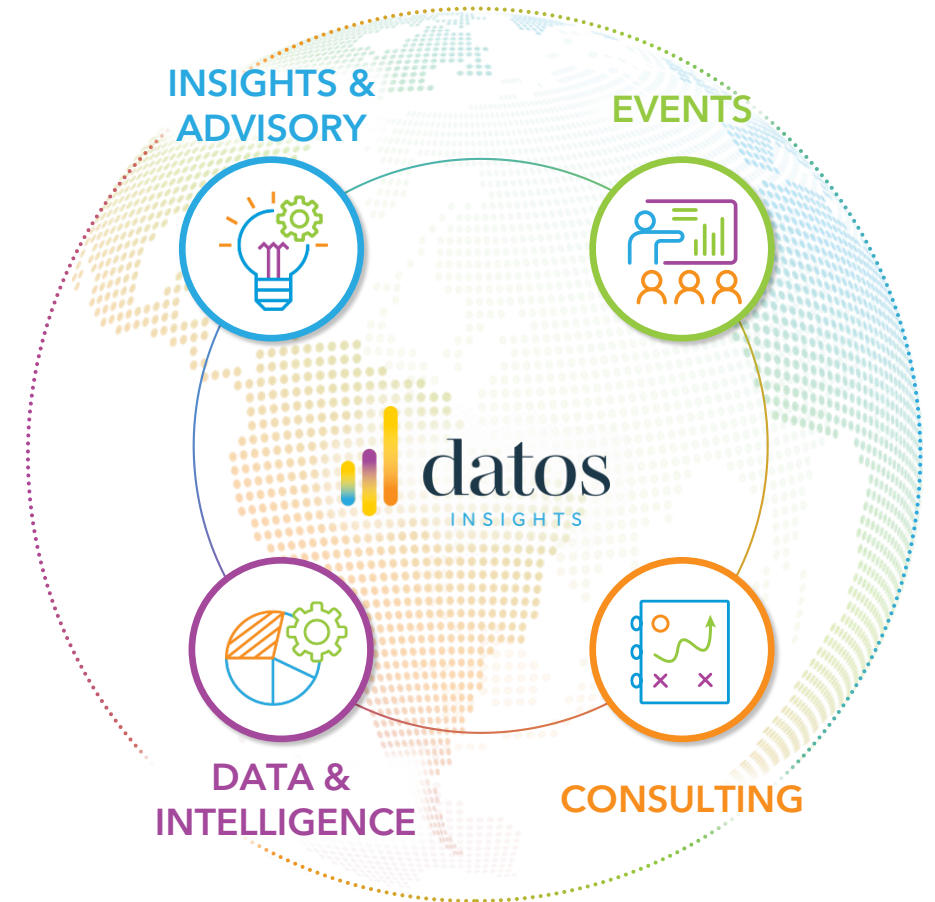 INSIGHTS &
ADVISORY
EVENTS
datos
INSIGHTS
DATA &
INTELLIGENCE
CONSULTING